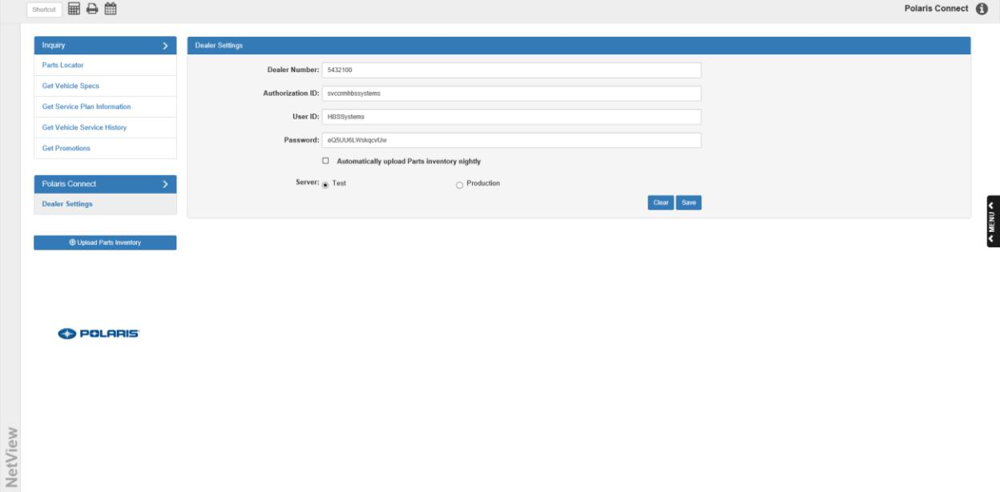 Shortcut
Polaris Connect
Inquiry
Parts Locator
Get Vehicle Specs
Get Service Plan Information
Get Vehicle Service History
Get Promotions
Polaris Connect
Dealer Settings
Upload Parts Inventory
POLARIS
Dealer Settings
Dealer Number: 5432100
Authorization ID: svccrmhbssystems
User ID: HBSSystems
Password:
Automatically upload Parts inventory nightly
Server: Test Production
Clear Save
MENU
NetView